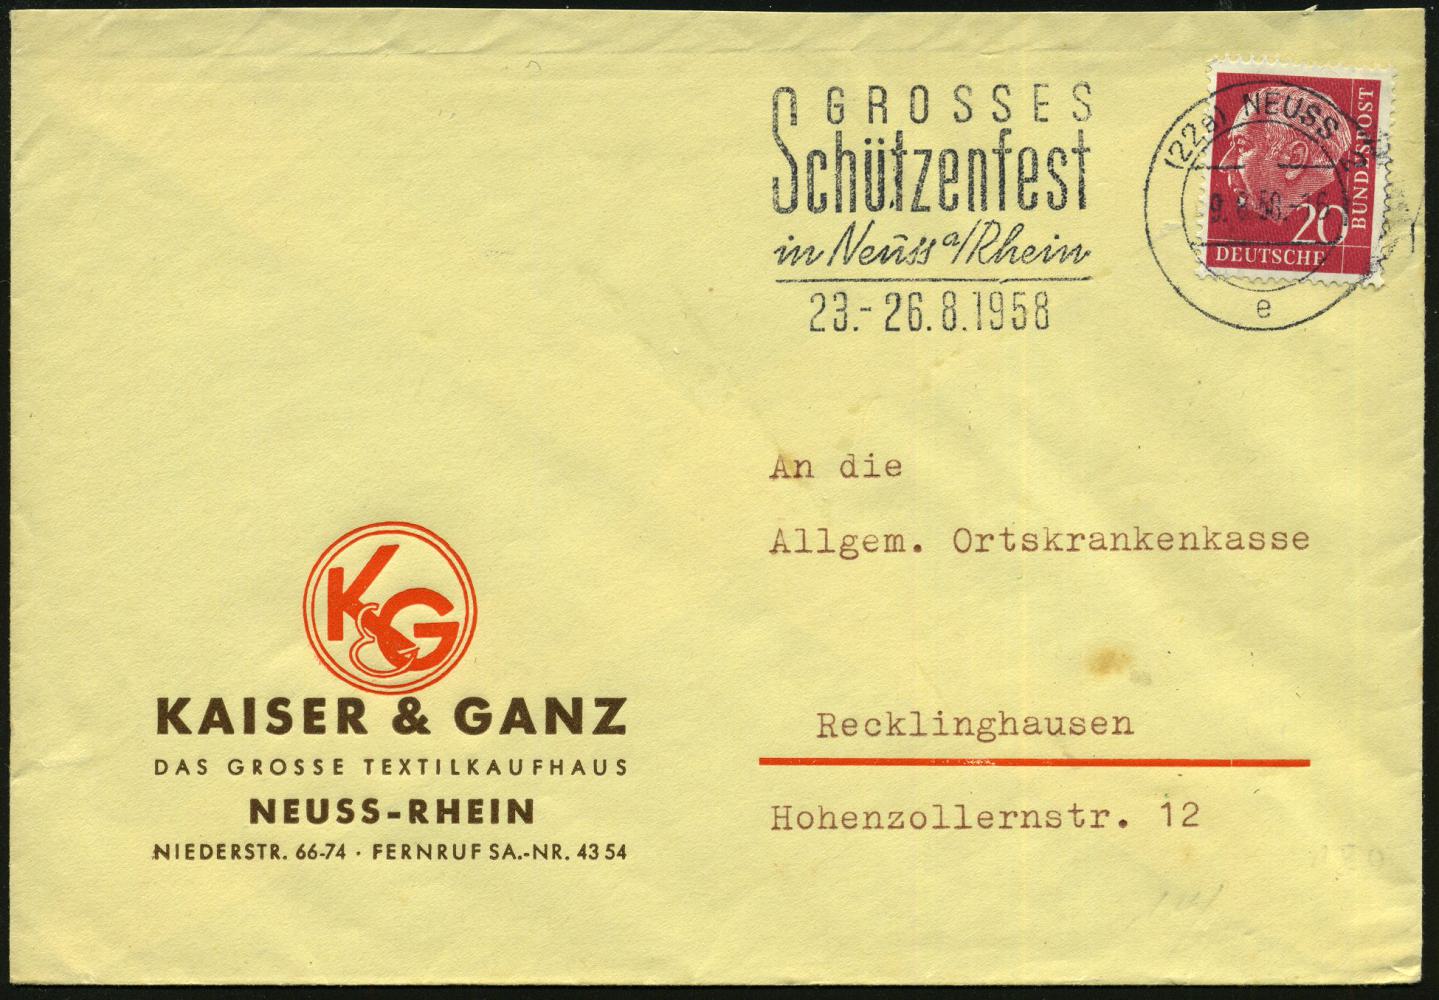 GROSSES
Schützenfest
in Neuss a/Rhein
23.-26.8.1958
(22a) NEUSS
e
20
DEUTSCHE
BUNDESPOST
An die
Allgem. Ortskrankenkasse
Recklinghausen
Hohenzollernstr. 12
K&G
KAISER & GANZ
DAS GROSSE TEXTILKAUFHAUS
NEUSS-RHEIN
NIEDERSTR. 66-74 · FERNRUF SA.-NR. 43 54